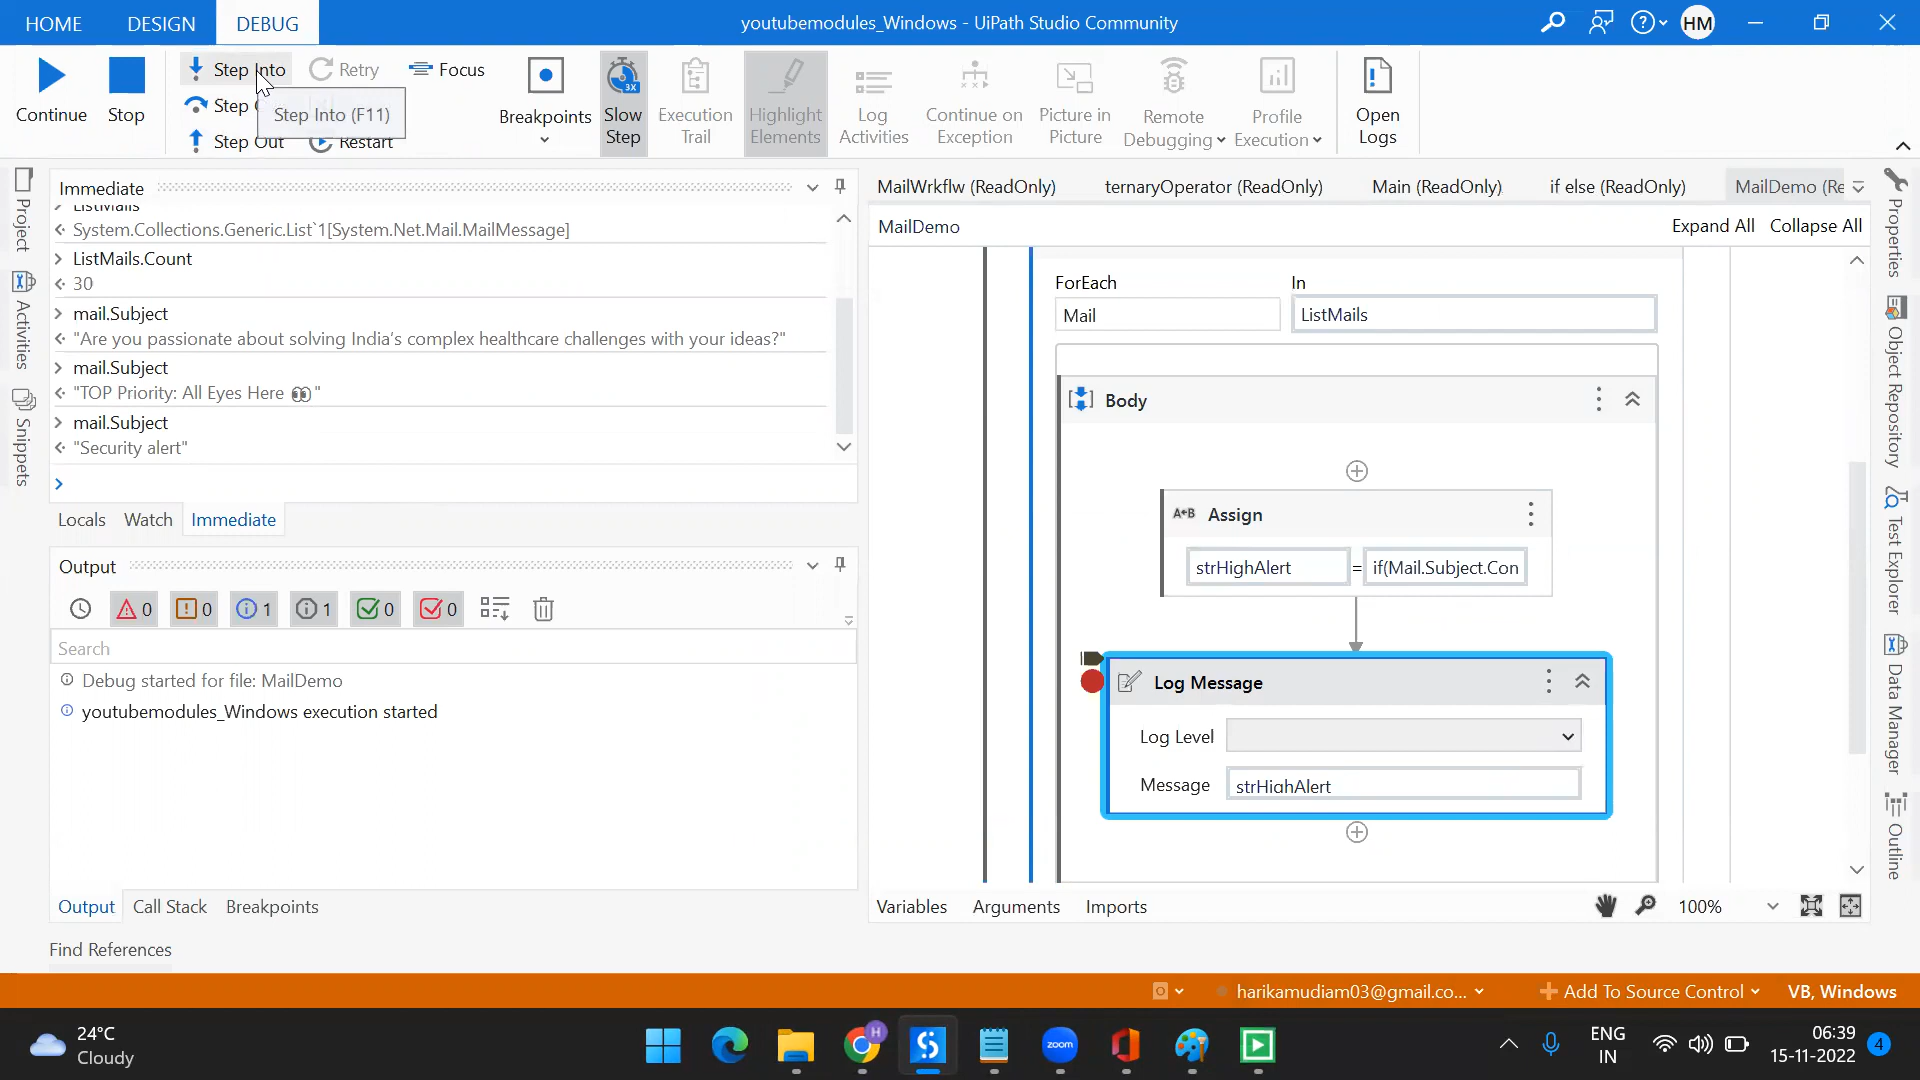 HOME DESIGN DEBUG
youtubemodules_Windows - UiPath Studio Community
HM
Continue
Stop
Step Into
Step
Step Out
Step Into (F11)
Retry
Restart
Focus
Breakpoints
3X
Slow Step
Execution Trail
Highlight Elements
Log Activities
Continue on Exception
Picture in Picture
Remote Debugging
Profile Execution
Open Logs
Project
Activities
Snippets
Immediate
ListMails
System.Collections.Generic.List`1[System.Net.Mail.MailMessage]
ListMails.Count
30
mail.Subject
"Are you passionate about solving India’s complex healthcare challenges with your ideas?"
mail.Subject
"TOP Priority: All Eyes Here 👀"
mail.Subject
"Security alert"
Locals Watch Immediate
Output
0 0 1 1 0 0
Search
Debug started for file: MailDemo
youtubemodules_Windows execution started
Output Call Stack Breakpoints
Find References
MailWrkflw (ReadOnly) ternaryOperator (ReadOnly) Main (ReadOnly) if else (ReadOnly) MailDemo (Re
MailDemo
Expand All Collapse All
ForEach In
Mail ListMails
Body
A+B Assign
strHighAlert = if(Mail.Subject.Con
Log Message
Log Level
Message strHighAlert
Variables Arguments Imports
100%
Properties
Object Repository
Test Explorer
Data Manager
Outline
harikamudiam03@gmail.co...
Add To Source Control
VB, Windows
24°C
Cloudy
H
zoom
ENG
IN
06:39
15-11-2022
4